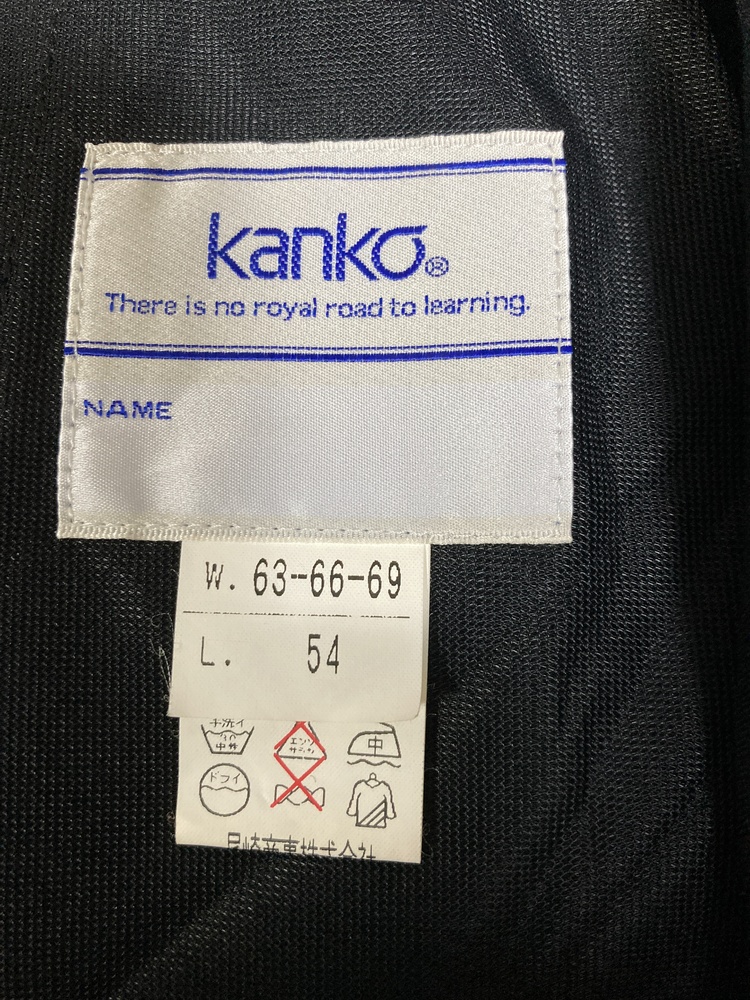 kanko®
There is no royal road to learning.
NAME
W. 63-66-69
L. 54
手洗イ
30
中性
エンソ
サラシ
中
ドライ
尾崎商事株式会社